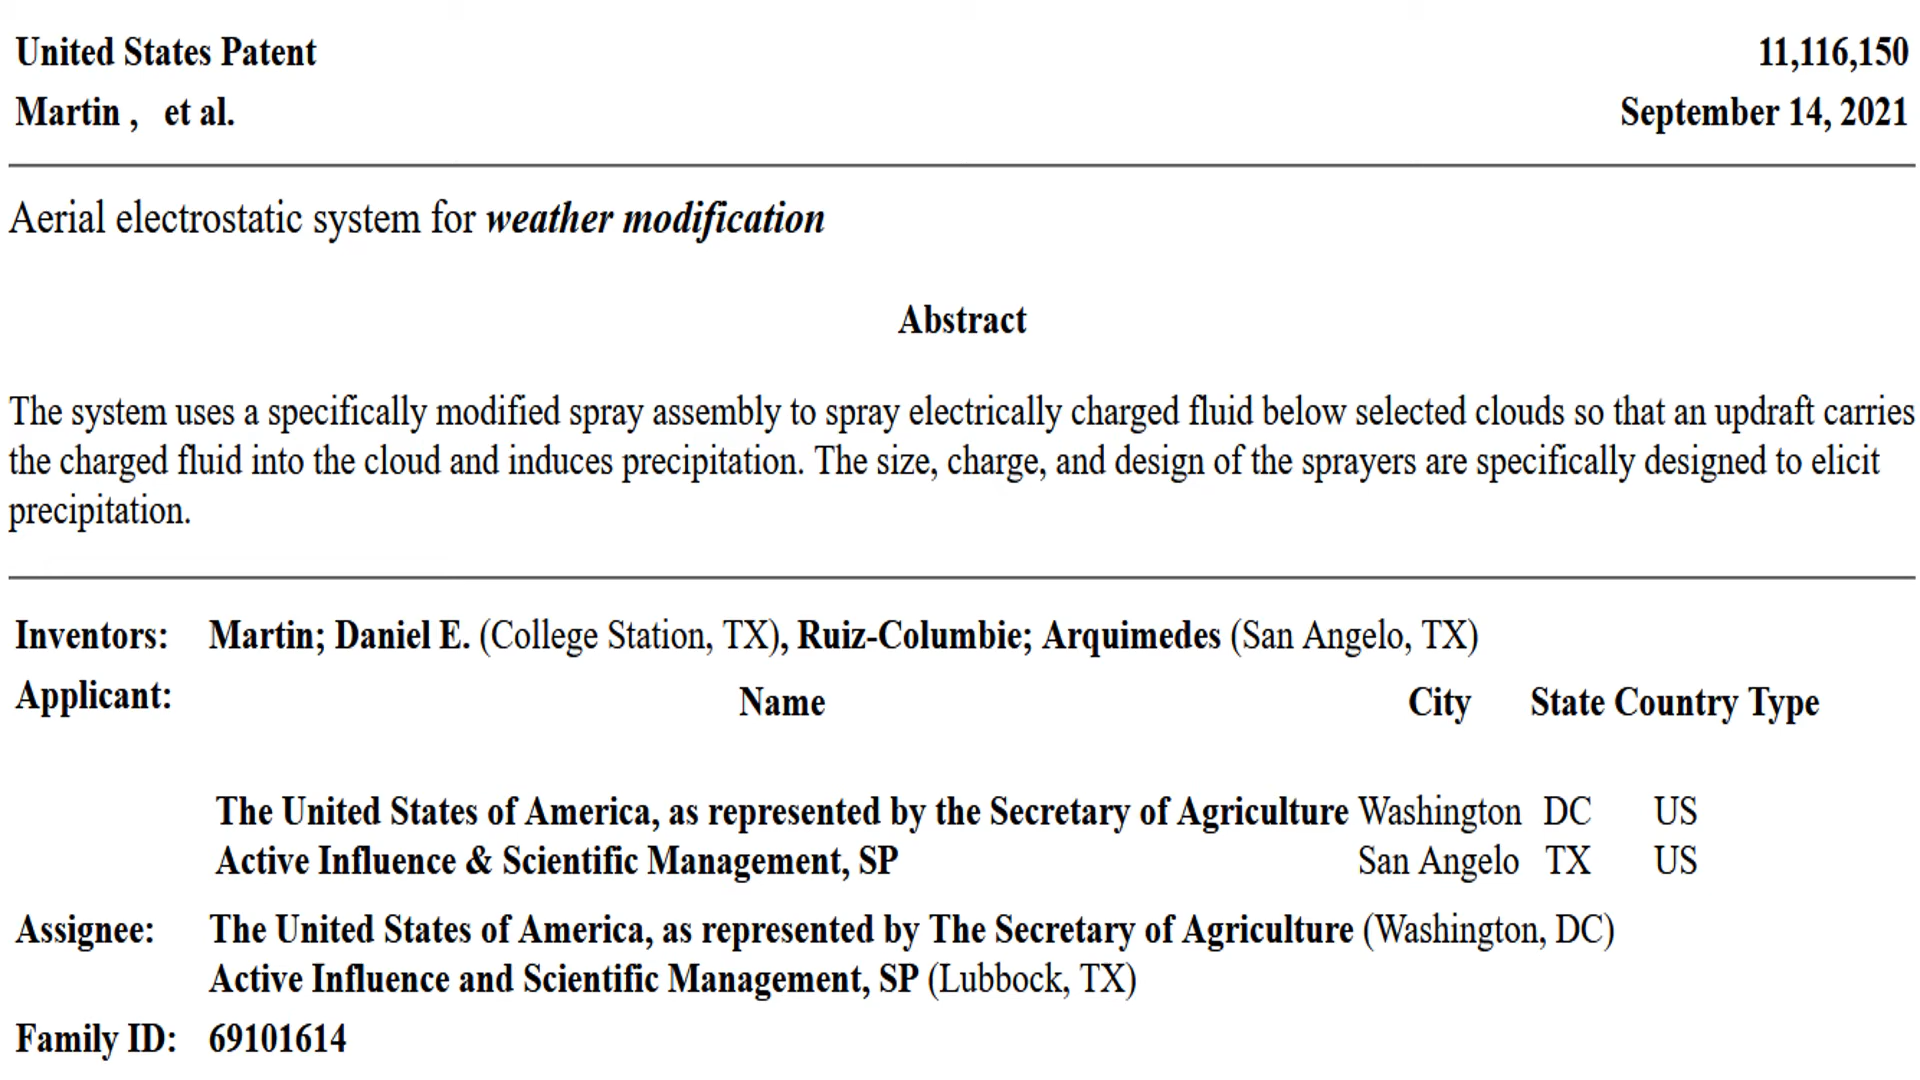 United States Patent 11,116,150
Martin , et al. September 14, 2021
Aerial electrostatic system for weather modification
Abstract
The system uses a specifically modified spray assembly to spray electrically charged fluid below selected clouds so that an updraft carries
the charged fluid into the cloud and induces precipitation. The size, charge, and design of the sprayers are specifically designed to elicit
precipitation.
Inventors: Martin; Daniel E. (College Station, TX), Ruiz-Columbie; Arquimedes (San Angelo, TX)
Applicant: Name City State Country Type
The United States of America, as represented by the Secretary of Agriculture Washington DC US
Active Influence & Scientific Management, SP San Angelo TX US
Assignee: The United States of America, as represented by The Secretary of Agriculture (Washington, DC)
Active Influence and Scientific Management, SP (Lubbock, TX)
Family ID: 69101614